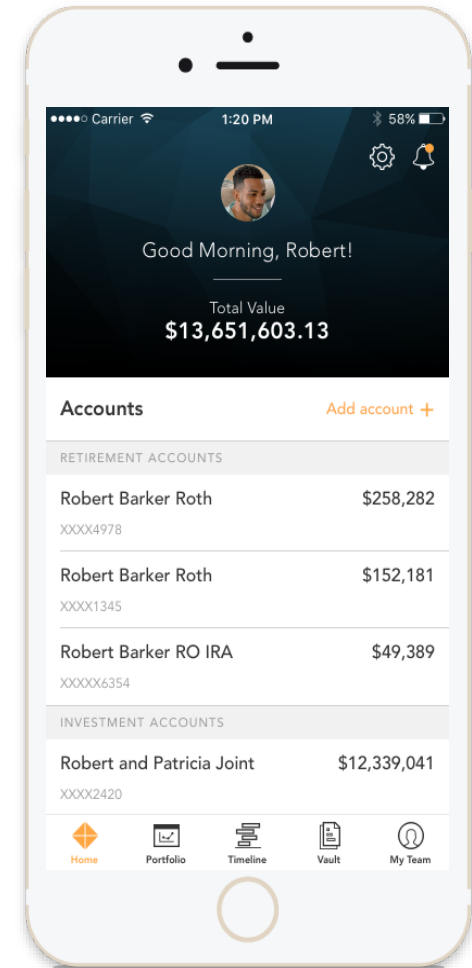 Carrier 1:20 PM 58%
Good Morning, Robert!
Total Value
$13,651,603.13
Accounts Add account +
RETIREMENT ACCOUNTS
Robert Barker Roth $258,282
XXXX4978
Robert Barker Roth $152,181
XXXX1345
Robert Barker RO IRA $49,389
XXXXX6354
INVESTMENT ACCOUNTS
Robert and Patricia Joint $12,339,041
XXXX2420
Home Portfolio Timeline Vault My Team